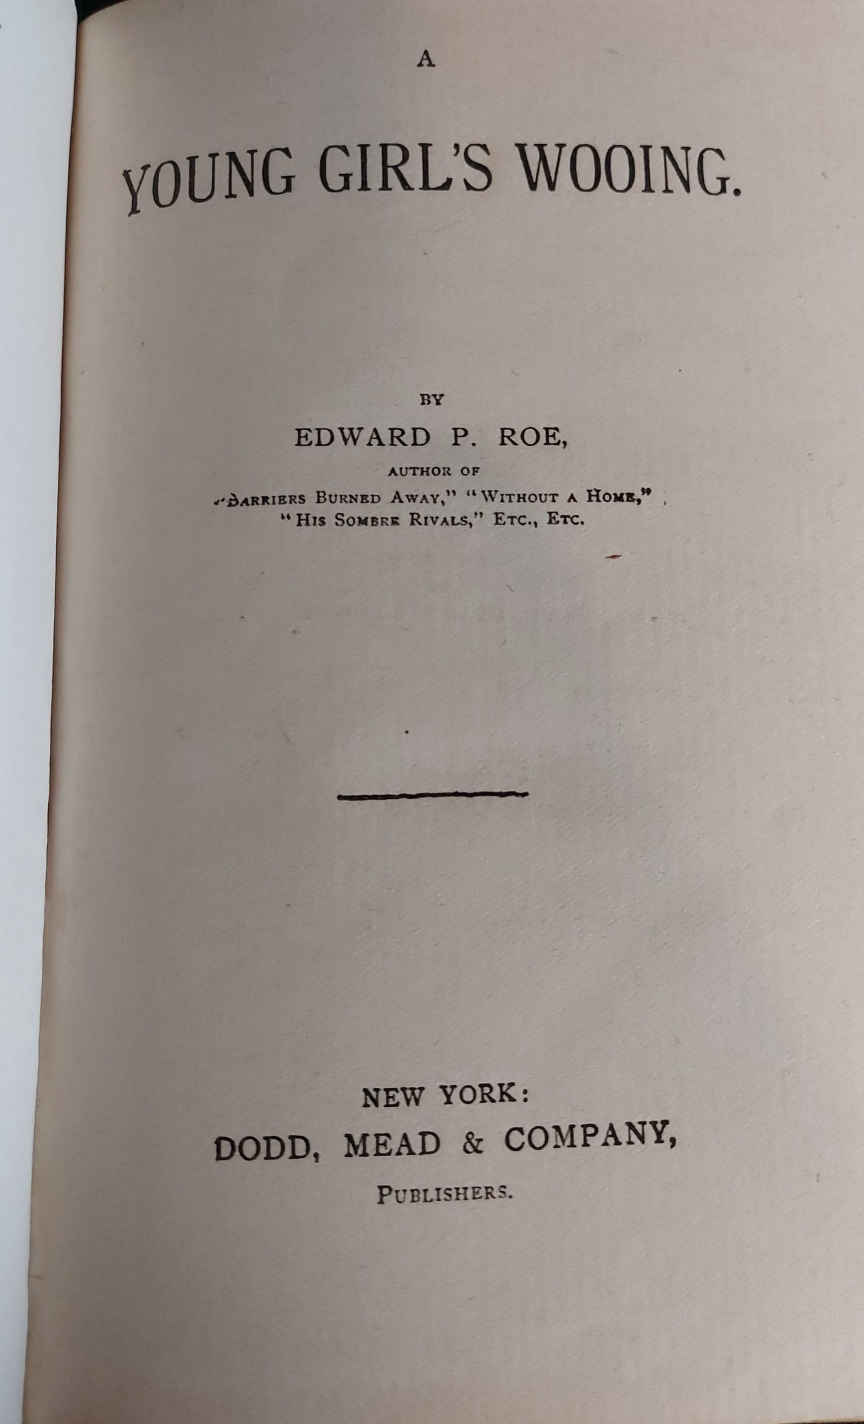 A
YOUNG GIRL'S WOOING.
BY
EDWARD P. ROE,
AUTHOR OF
"BARRIERS BURNED AWAY," "WITHOUT A HOME,"
"HIS SOMBRE RIVALS," ETC., ETC.
NEW YORK:
DODD, MEAD & COMPANY,
PUBLISHERS.